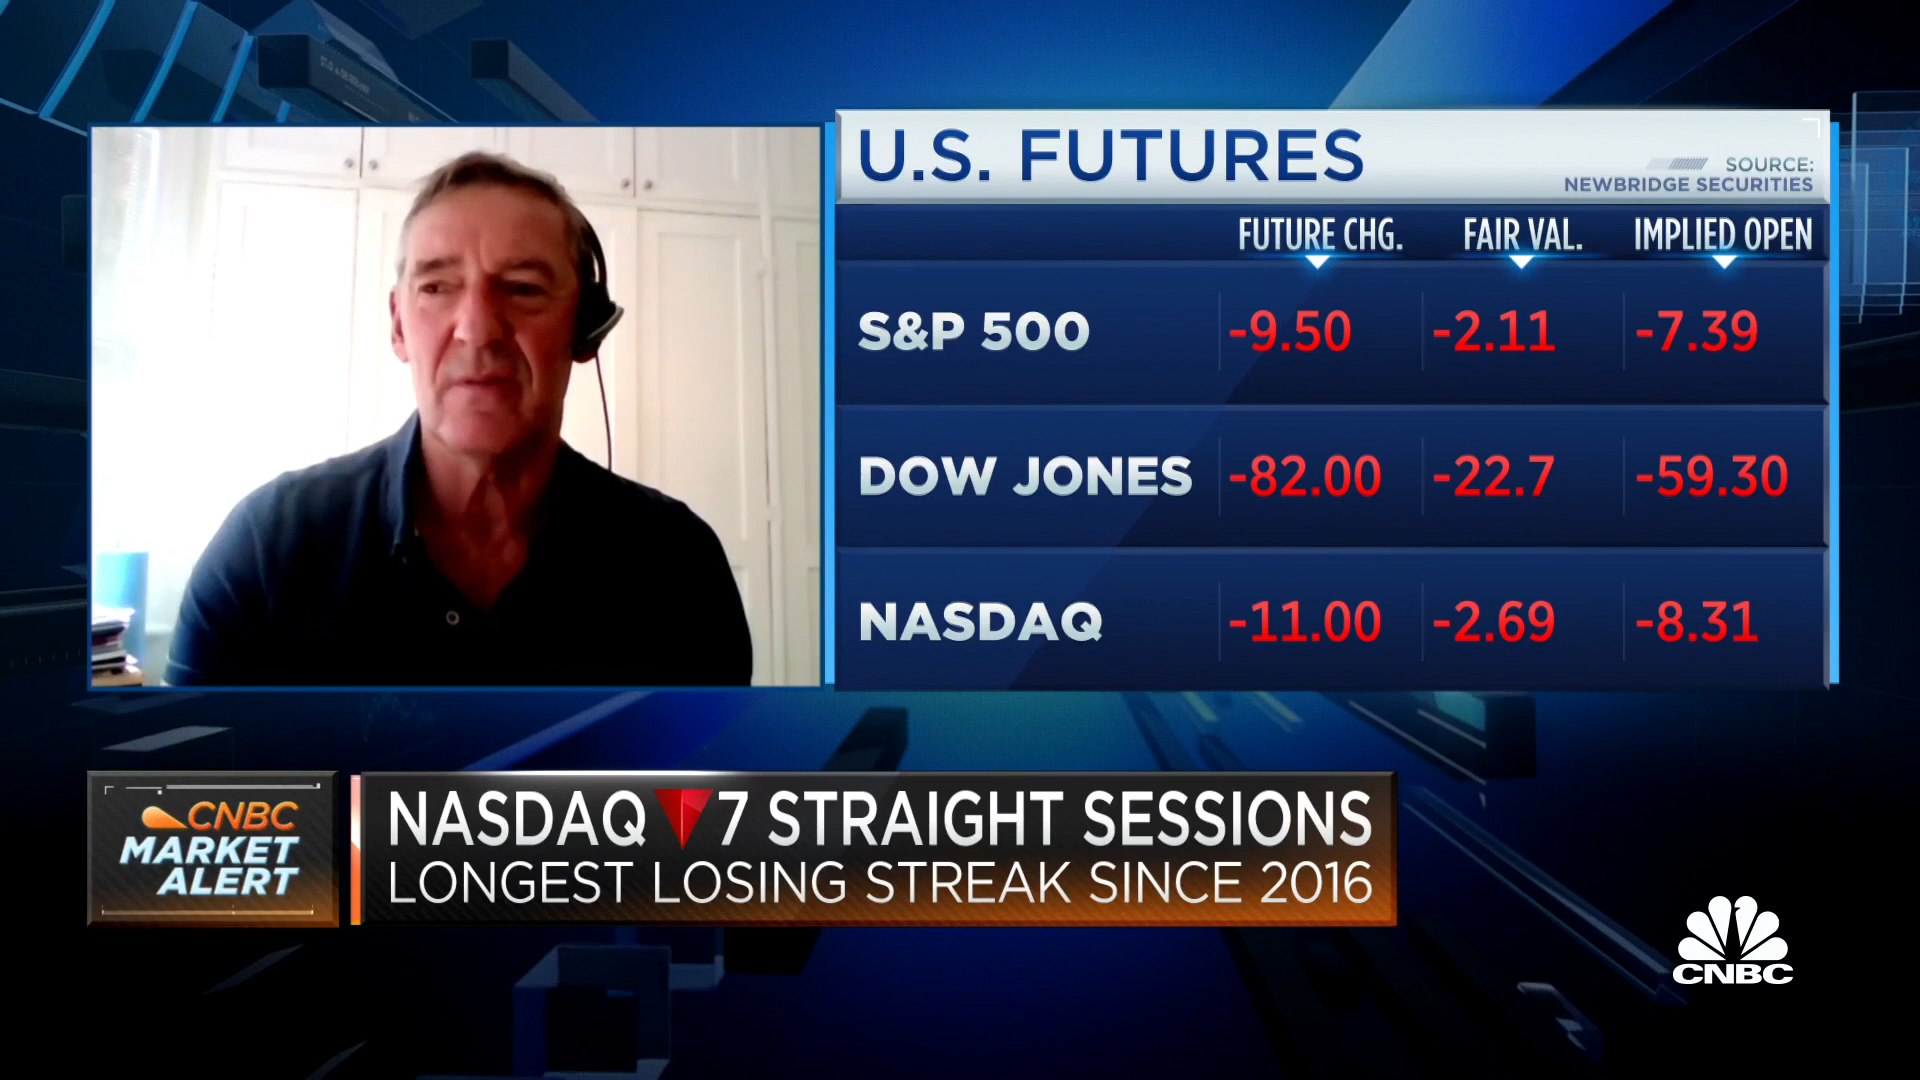 U.S. FUTURES
SOURCE:
NEWBRIDGE SECURITIES
FUTURE CHG. FAIR VAL. IMPLIED OPEN
S&P 500 -9.50 -2.11 -7.39
DOW JONES -82.00 -22.7 -59.30
NASDAQ -11.00 -2.69 -8.31
CNBC
MARKET
ALERT
NASDAQ▼7 STRAIGHT SESSIONS
LONGEST LOSING STREAK SINCE 2016
CNBC